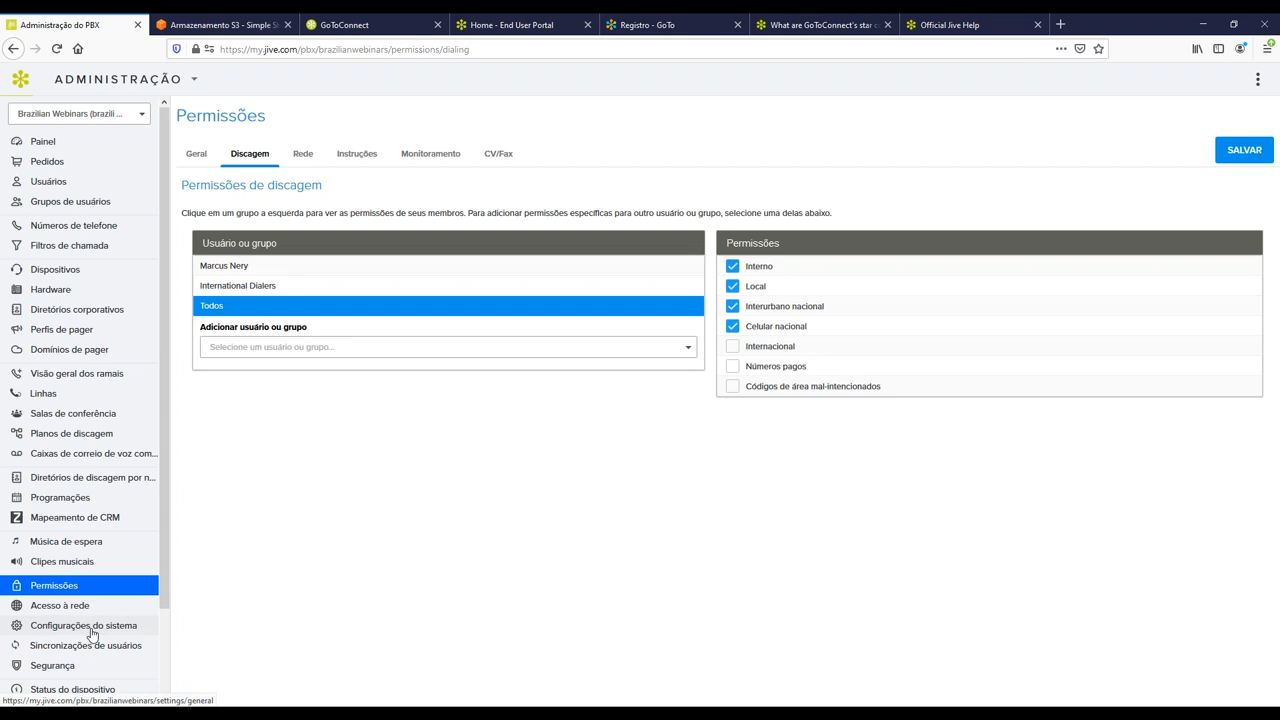 Administração do PBX
Armazenamento S3 - Simple St
GoToConnect
Home - End User Portal
Registro - GoTo
What are GoToConnect's star c
Official Jive Help
https://my.jive.com/pbx/brazilianwebinars/permissions/dialing
ADMINISTRAÇÃO
Brazilian Webinars (brazili ...
Painel
Pedidos
Usuários
Grupos de usuários
Números de telefone
Filtros de chamada
Dispositivos
Hardware
Diretórios corporativos
Perfis de pager
Domínios de pager
Visão geral dos ramais
Linhas
Salas de conferência
Planos de discagem
Caixas de correio de voz com...
Diretórios de discagem por n...
Programações
Mapeamento de CRM
Música de espera
Clipes musicais
Permissões
Acesso à rede
Configurações do sistema
Sincronizações de usuários
Segurança
Status do dispositivo
https://my.jive.com/pbx/brazilianwebinars/settings/general
Permissões
Geral
Discagem
Rede
Instruções
Monitoramento
CV/Fax
SALVAR
Permissões de discagem
Clique em um grupo a esquerda para ver as permissões de seus membros. Para adicionar permissões específicas para outro usuário ou grupo, selecione uma delas abaixo.
Usuário ou grupo
Marcus Nery
International Dialers
Todos
Adicionar usuário ou grupo
Selecione um usuário ou grupo...
Permissões
Interno
Local
Interurbano nacional
Celular nacional
Internacional
Números pagos
Códigos de área mal-intencionados